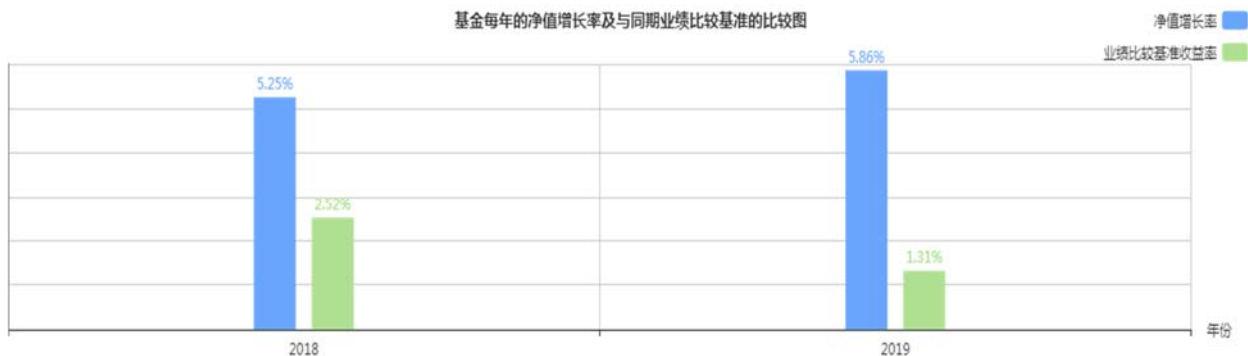 基金每年的净值增长率及与同期业绩比较基准的比较图
净值增长率
业绩比较基准收益率
5.25%
2.52%
5.86%
1.31%
年份
2018
2019